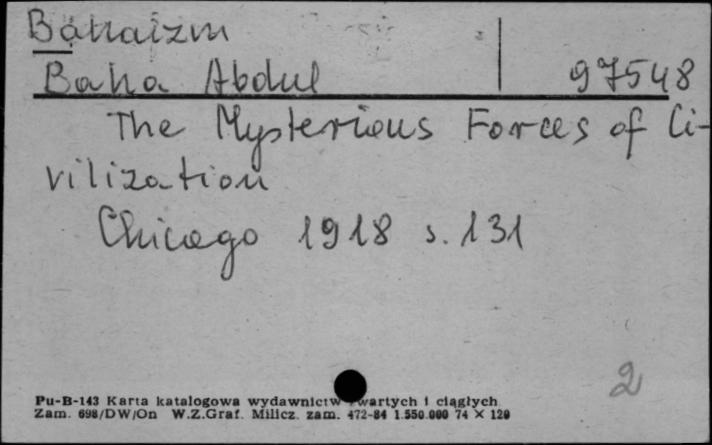 Bahaizm
Baha Abdul 97548
The Mysterious Forces of Ci-
vilization
Chicago 1918 s. 131
2
Pu-B-143 Karta katalogowa wydawnictw zwartych i ciągłych
Zam. 698/DW/On W.Z.Graf. Milicz. zam. 472-84 1.550.000 74 × 120